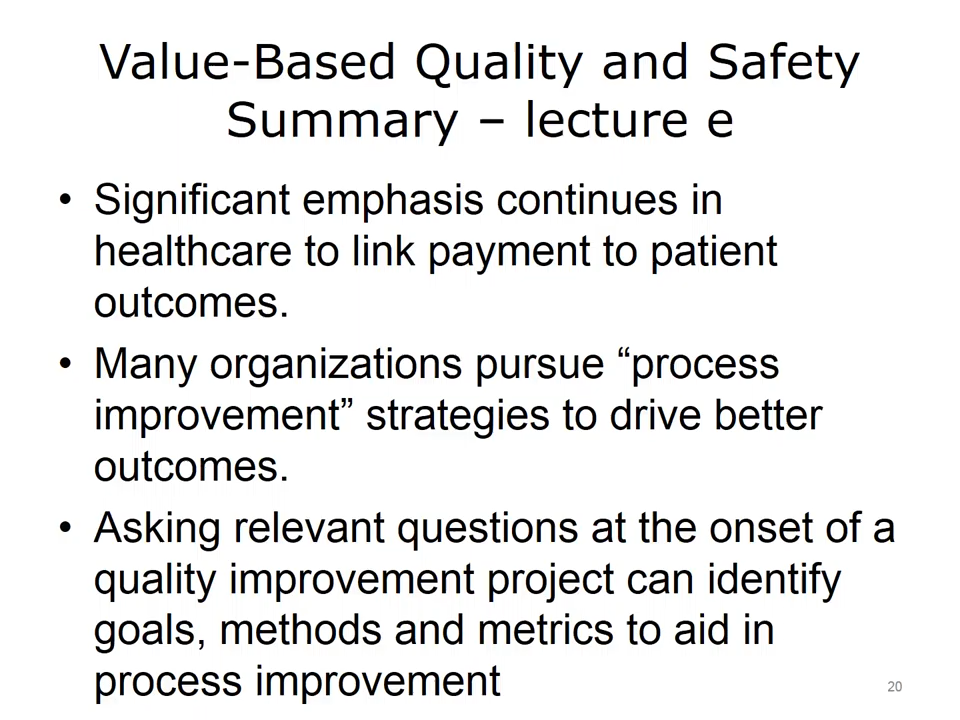 Value-Based Quality and Safety
Summary – lecture e
• Significant emphasis continues in
healthcare to link payment to patient
outcomes.
• Many organizations pursue “process
improvement” strategies to drive better
outcomes.
• Asking relevant questions at the onset of a
quality improvement project can identify
goals, methods and metrics to aid in
process improvement
20